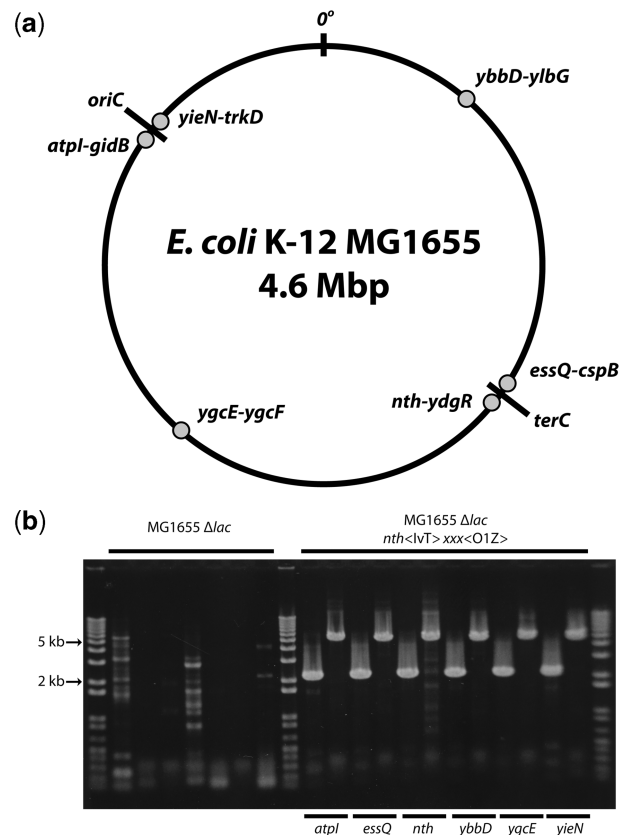 (a)
0°
ybbD-ylbG
oriC
yieN-trkD
atpI-gidB
E. coli K-12 MG1655
4.6 Mbp
essQ-cspB
nth-ydgR
ygcE-ygcF
terC
(b)
MG1655 Δlac
MG1655 Δlac
nth<IvT> xxx<O1Z>
5 kb
2 kb
atpI essQ nth ybbD ygcE yieN